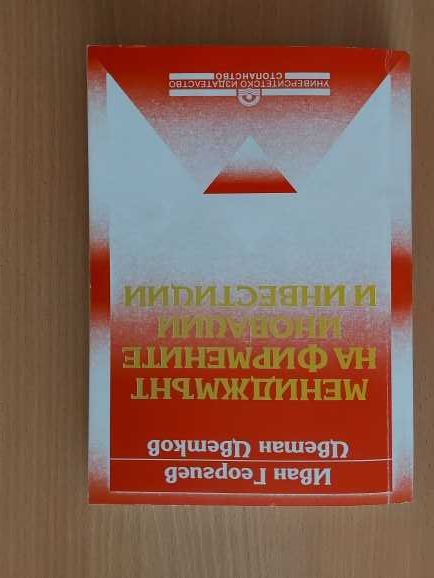 Иван Георгиев
Цветан Цветков
МЕНИДЖМЪНТ
НА ФИРМЕНИТЕ
ИНОВАЦИИ
И ИНВЕСТИЦИИ
УНИВЕРСИТЕТСКО ИЗДАТЕЛСТВО
СТОПАНСТВО